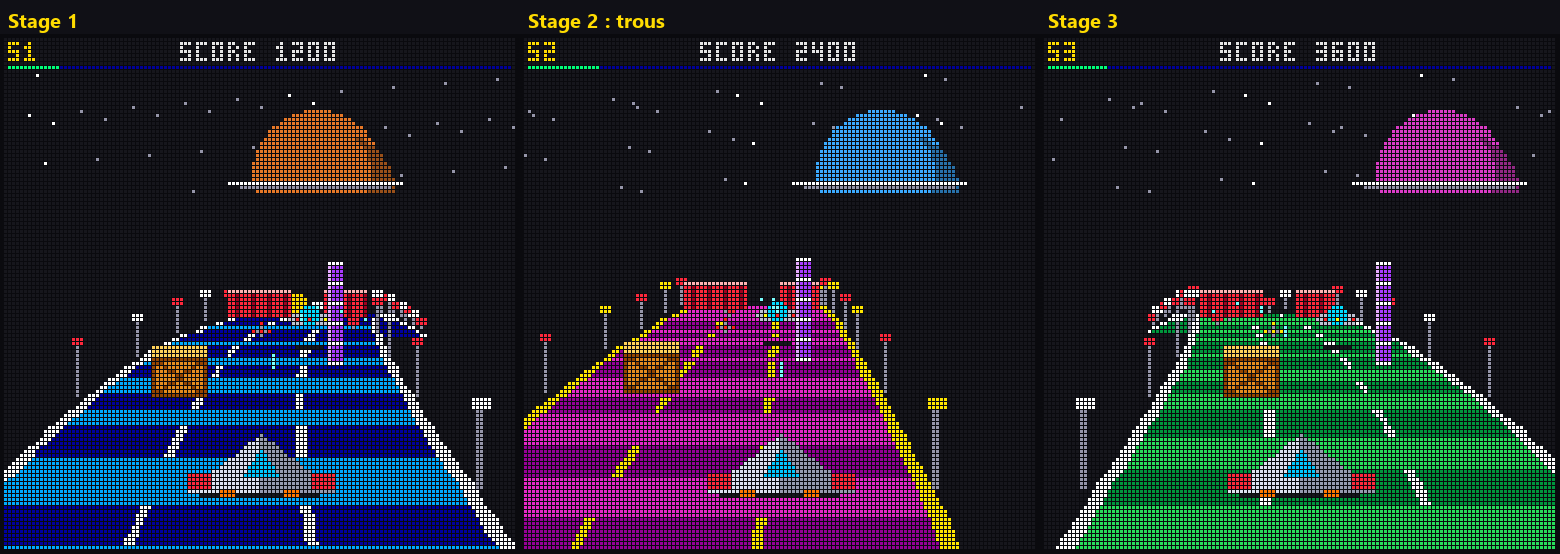 Stage 1
S1 SCORE 1200
Stage 2 : trous
S2 SCORE 2400
Stage 3
S3 SCORE 3600